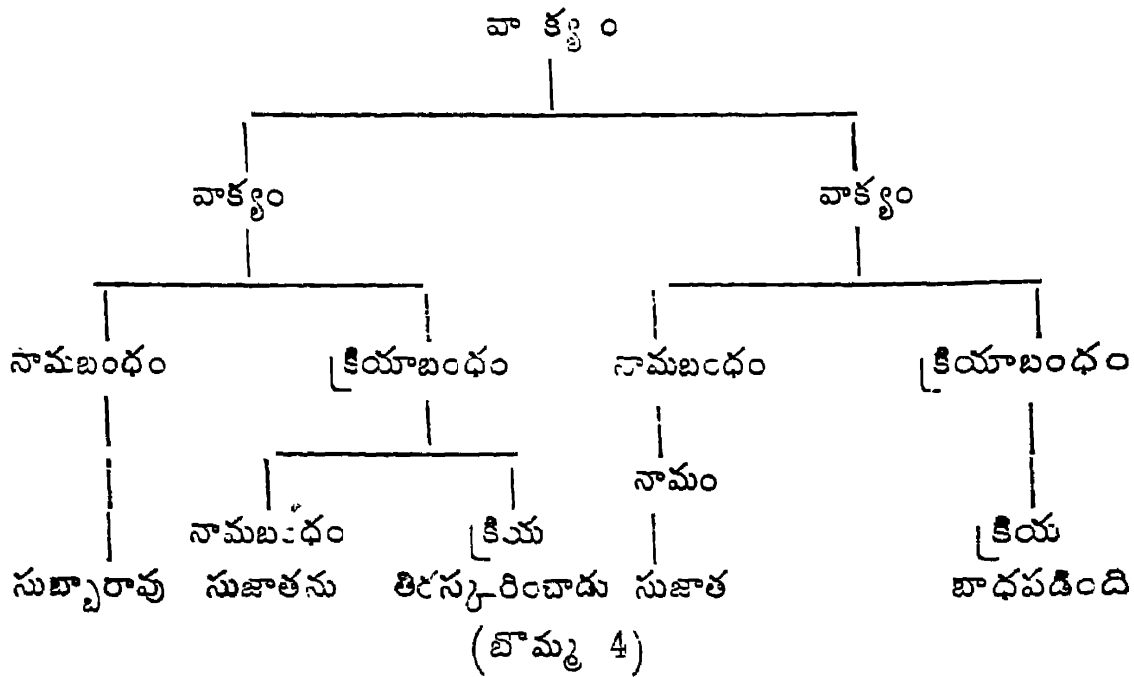 వాక్యం
వాక్యం వాక్యం
నామబంధం క్రియాబంధం నామబంధం క్రియాబంధం
నామం
నామబంధం క్రియ క్రియ
సుబ్బారావు సుజాతను తిరస్కరించాడు సుజాత బాధపడింది
(బొమ్మ 4)